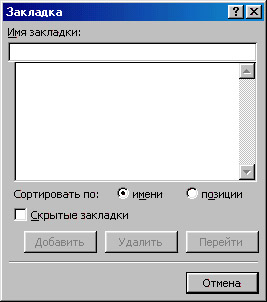 Закладка
Имя закладки:
Сортировать по: имени позиции
Скрытые закладки
Добавить Удалить Перейти
Отмена